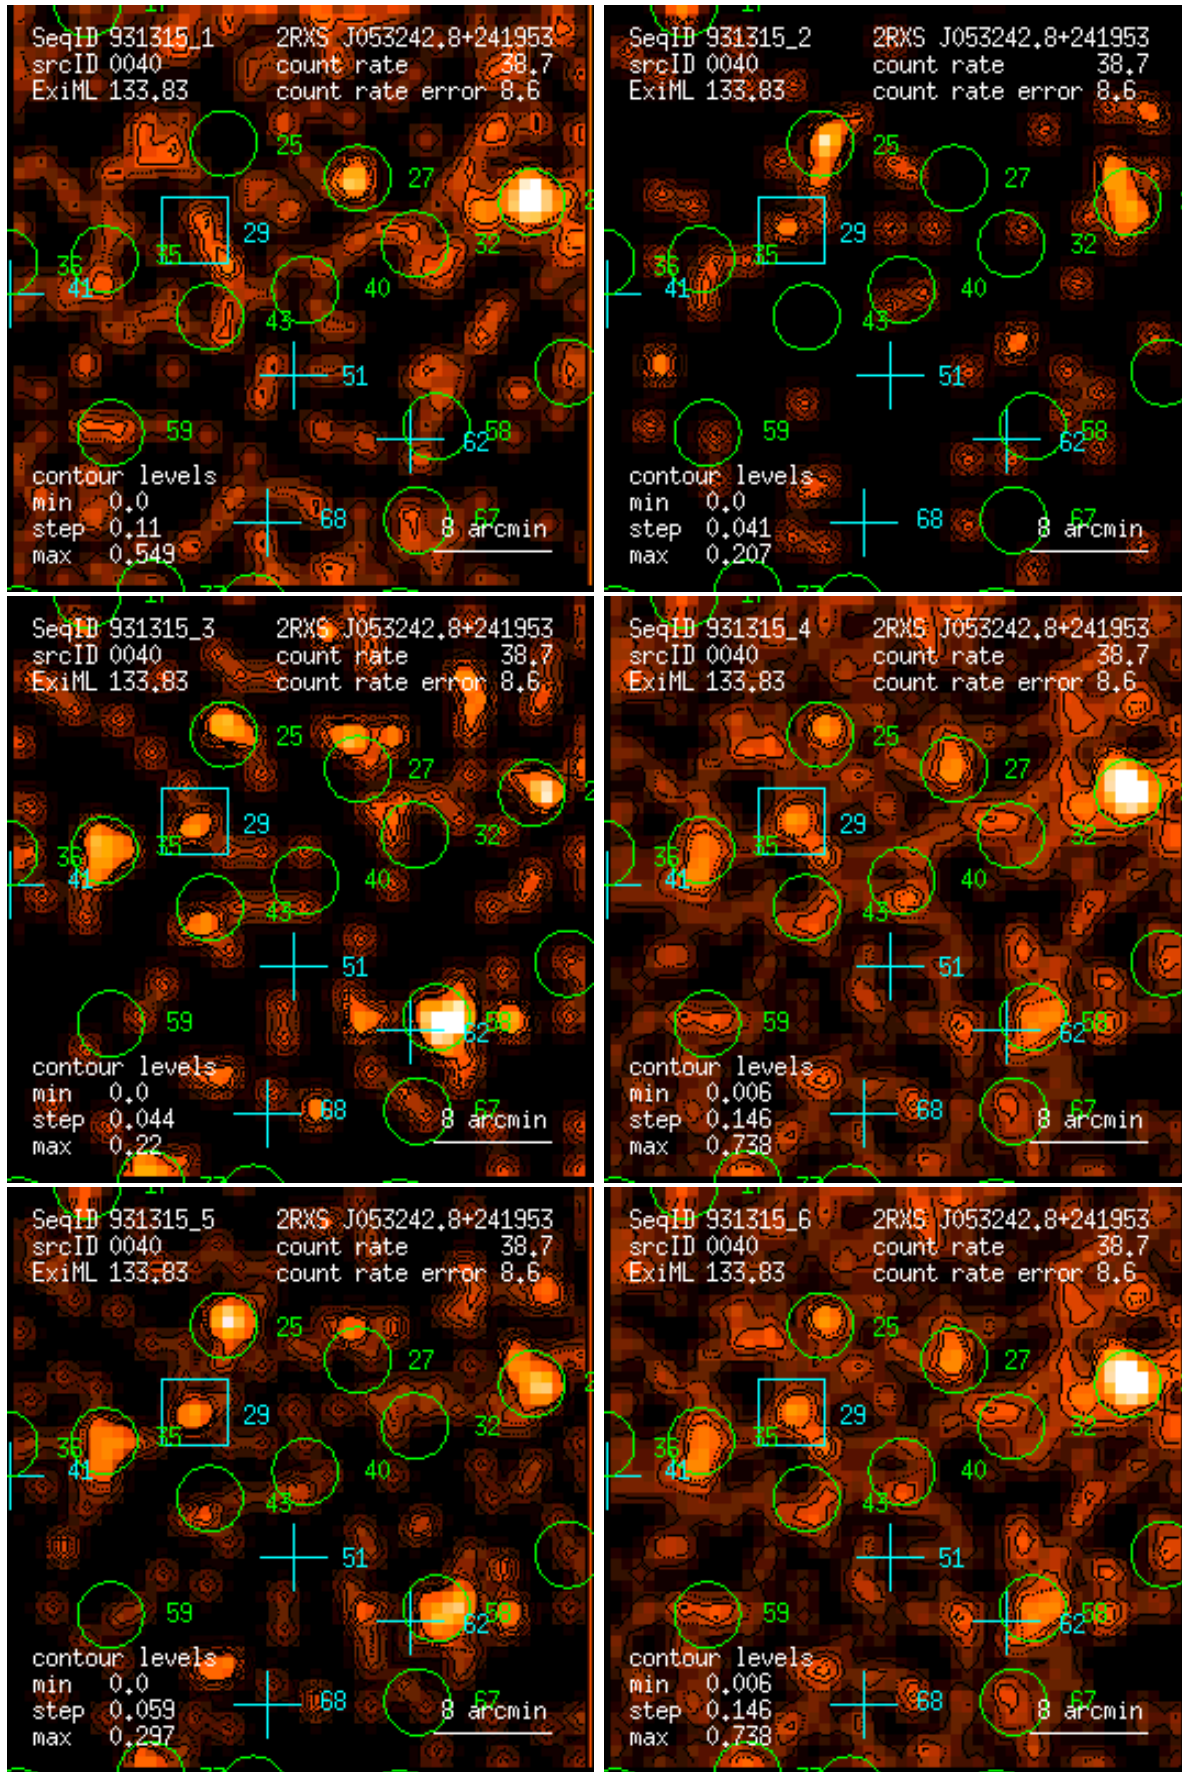 17
SeqID 931315_1 2RXS J053242.8+241953
srcID 0040 count rate 38.7
ExiML 133.83 count rate error 8.6
25
27
2
29
32
35
36
41
40
43
51
59
62
58
contour levels
min 0.0
step 0.11
max 0.549
68
67
8 arcmin
17
SeqID 931315_2 2RXS J053242.8+241953
srcID 0040 count rate 38.7
ExiML 133.83 count rate error 8.6
25
27
29
32
35
36
41
40
43
51
59
62
58
contour levels
min 0.0
step 0.041
max 0.207
68
67
8 arcmin
17
SeqID 931315_3 2RXS J053242.8+241953
srcID 0040 count rate 38.7
ExiML 133.83 count rate error 8.6
25
27
2
29
32
35
36
41
40
43
51
59
62
58
contour levels
min 0.0
step 0.044
max 0.22
68
67
8 arcmin
17
SeqID 931315_4 2RXS J053242.8+241953
srcID 0040 count rate 38.7
ExiML 133.83 count rate error 8.6
25
27
29
32
35
36
41
40
43
51
59
62
58
contour levels
min 0.006
step 0.146
max 0.738
68
67
8 arcmin
17
SeqID 931315_5 2RXS J053242.8+241953
srcID 0040 count rate 38.7
ExiML 133.83 count rate error 8.6
25
27
2
29
32
35
36
41
40
43
51
59
62
58
contour levels
min 0.0
step 0.059
max 0.297
68
67
8 arcmin
17
SeqID 931315_6 2RXS J053242.8+241953
srcID 0040 count rate 38.7
ExiML 133.83 count rate error 8.6
25
27
29
32
35
36
41
40
43
51
59
62
58
contour levels
min 0.006
step 0.146
max 0.738
68
67
8 arcmin